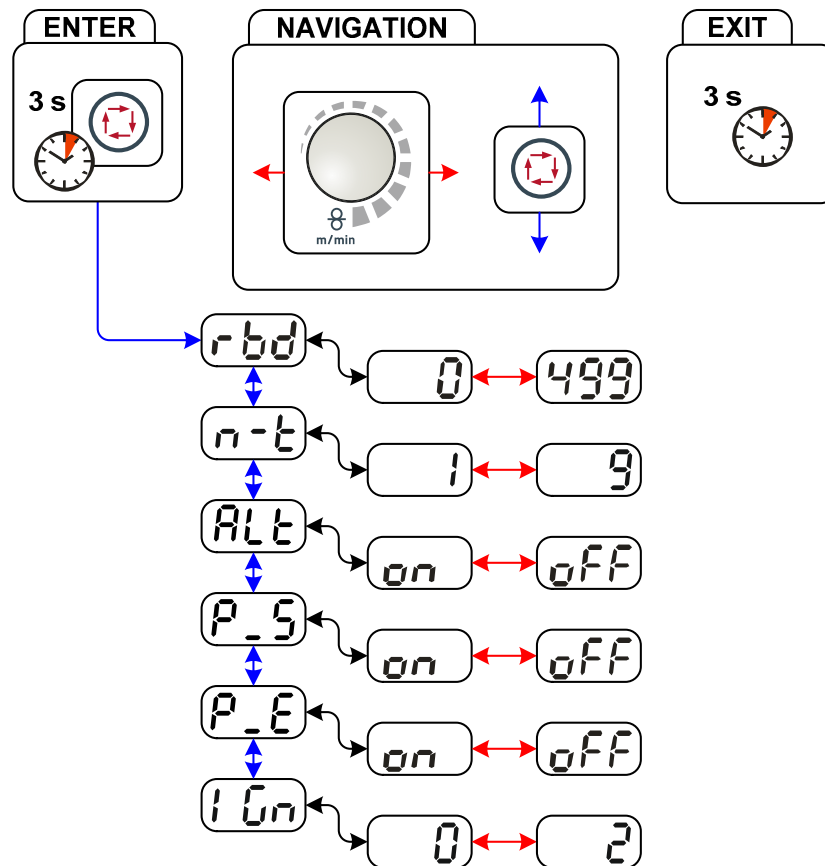 ENTER
NAVIGATION
EXIT
3 s
3 s
m/min
rbd
0
499
n-t
1
9
ALt
on
oFF
P_S
on
oFF
P_E
on
oFF
IGn
0
2